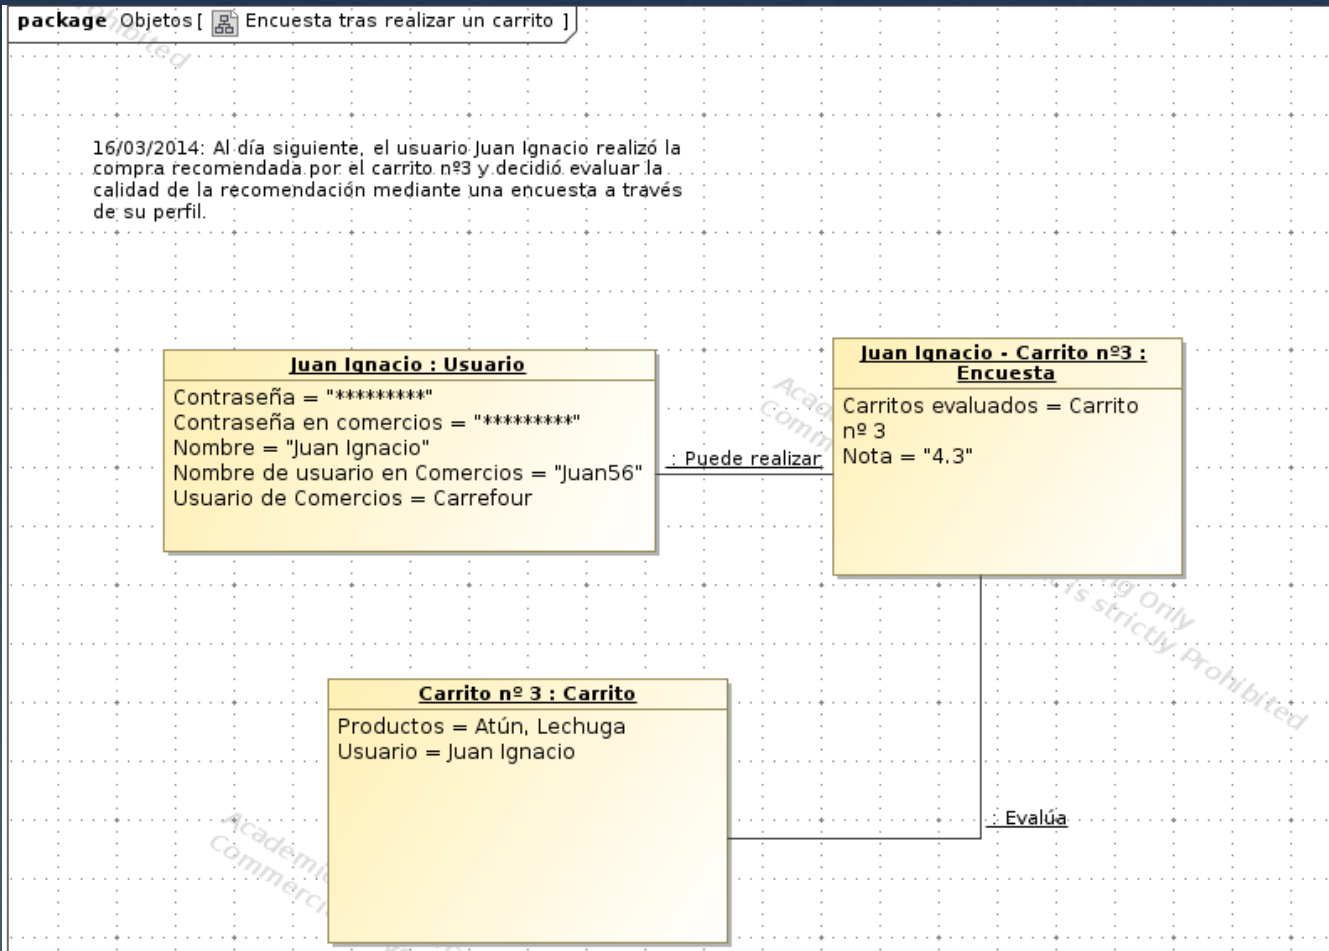 package Objetos [ Encuesta tras realizar un carrito ]
16/03/2014: Al día siguiente, el usuario Juan Ignacio realizó la
compra recomendada por el carrito nº3 y decidió evaluar la
calidad de la recomendación mediante una encuesta a través
de su perfil.
Juan Ignacio : Usuario
Contraseña = "*********"
Contraseña en comercios = "*********"
Nombre = "Juan Ignacio"
Nombre de usuario en Comercios = "Juan56"
Usuario de Comercios = Carrefour
: Puede realizar
Juan Ignacio - Carrito nº3 :
Encuesta
Carritos evaluados = Carrito
nº 3
Nota = "4.3"
Carrito nº 3 : Carrito
Productos = Atún, Lechuga
Usuario = Juan Ignacio
: Evalúa
Only
is strictly Prohibited